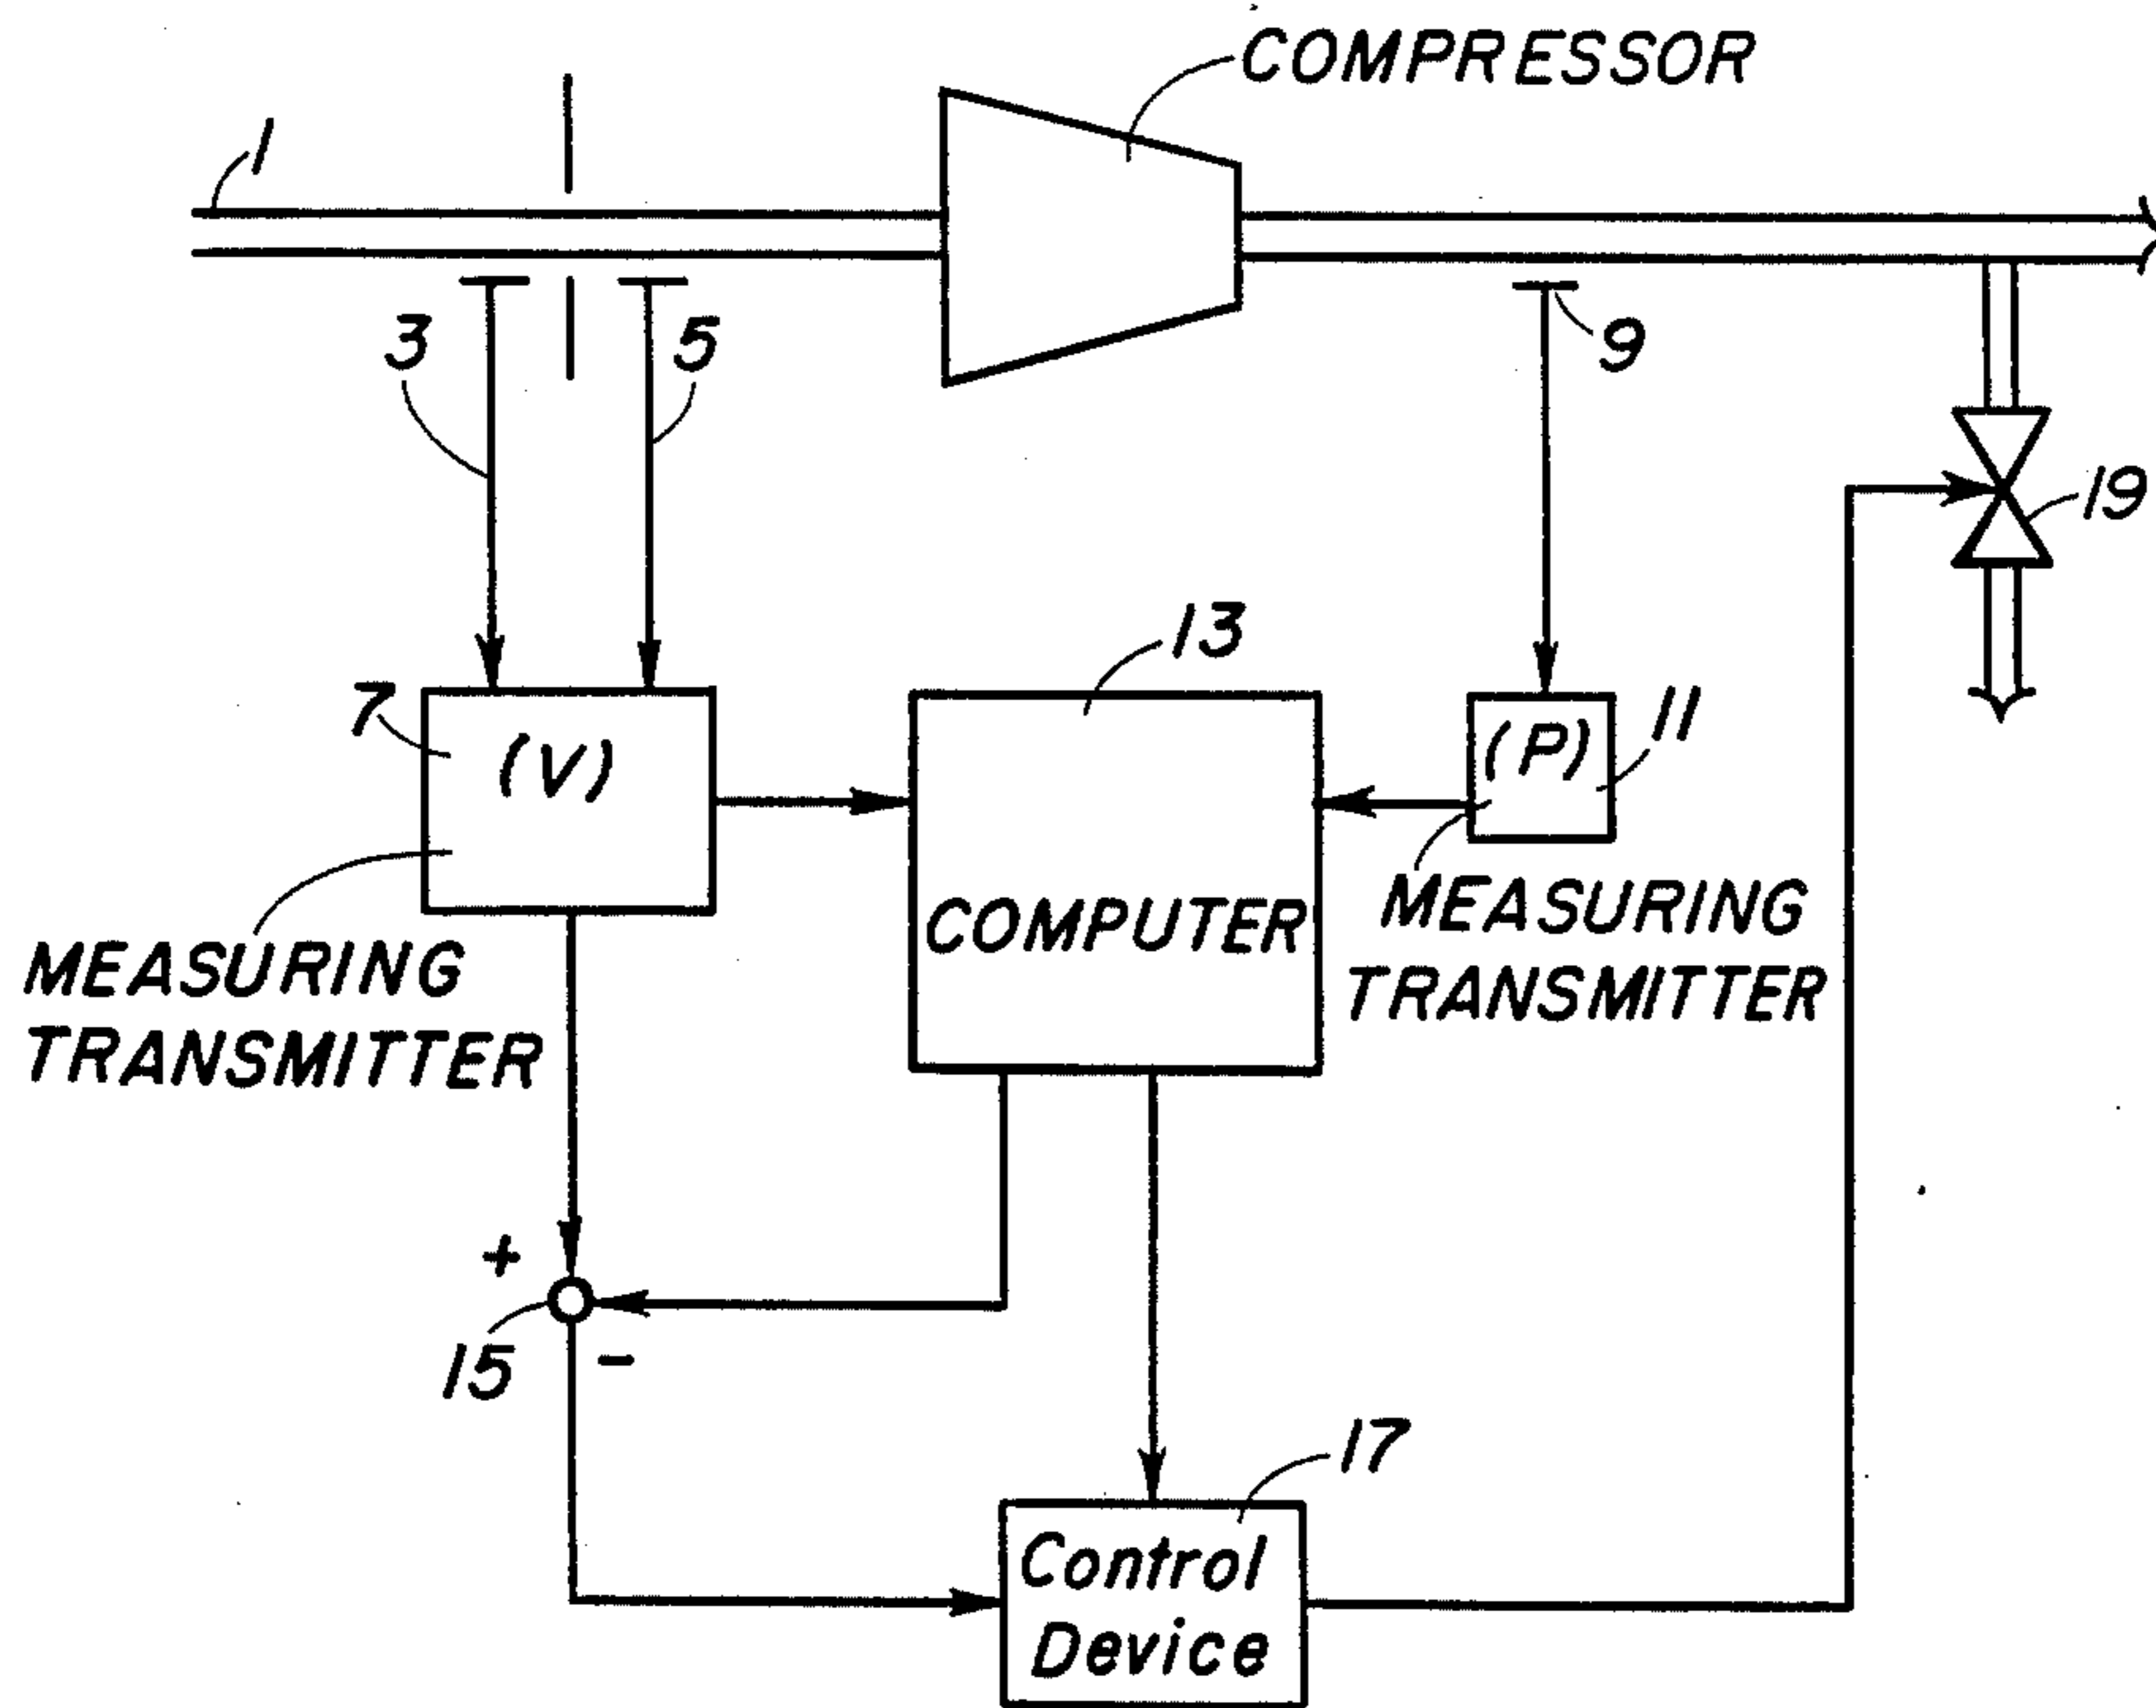 COMPRESSOR
1
3
5
9
19
13
7
(V)
(P)
11
COMPUTER
MEASURING
TRANSMITTER
MEASURING
TRANSMITTER
+
15
-
17
Control
Device